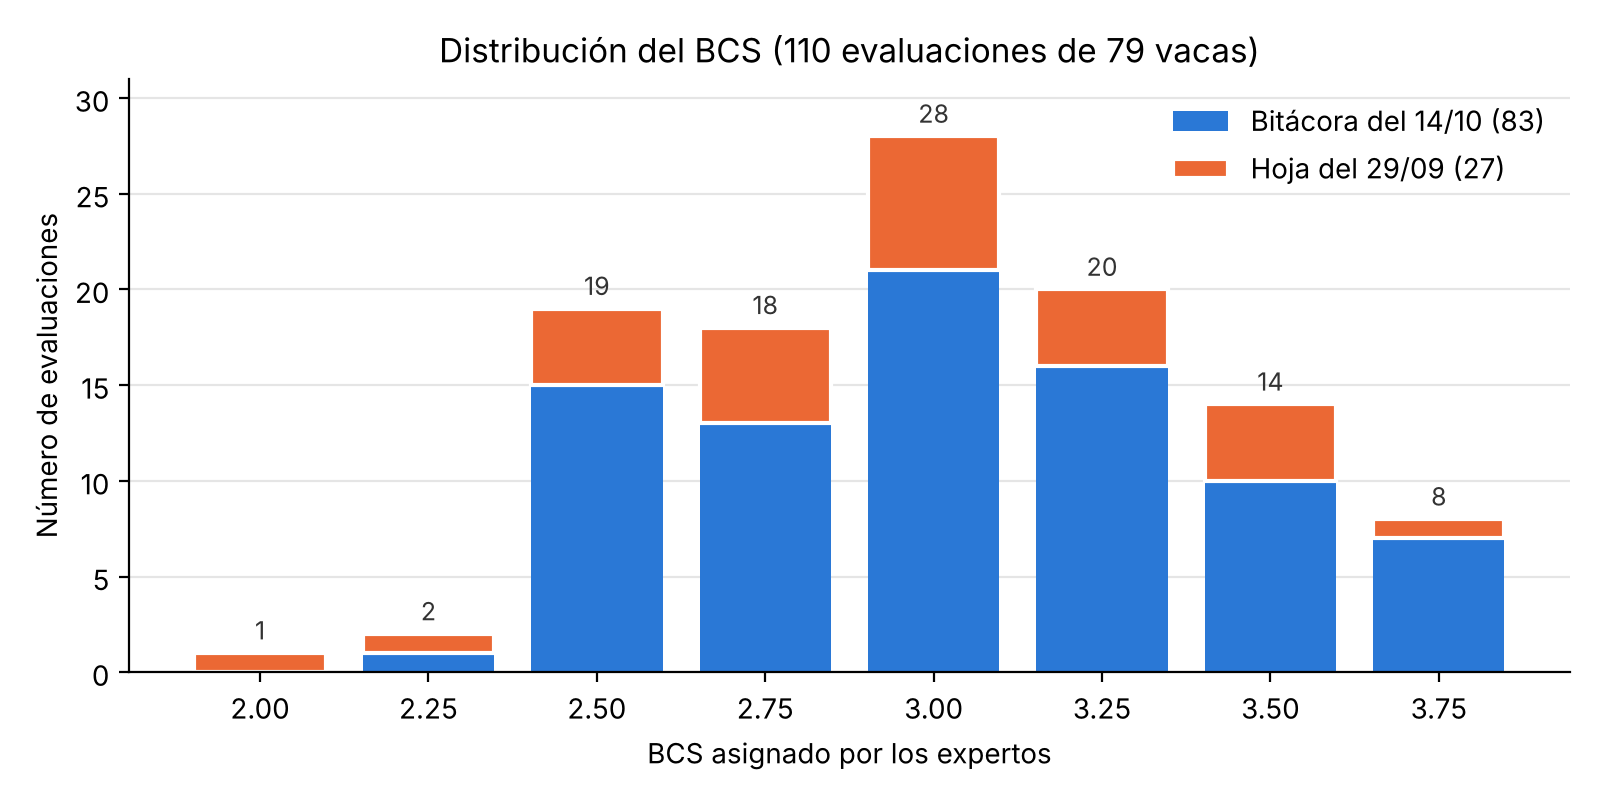 Distribución del BCS (110 evaluaciones de 79 vacas)
Bitácora del 14/10 (83)
Hoja del 29/09 (27)
Número de evaluaciones
30
25
20
15
10
5
0
1
2
19
18
28
20
14
8
2.00 2.25 2.50 2.75 3.00 3.25 3.50 3.75
BCS asignado por los expertos